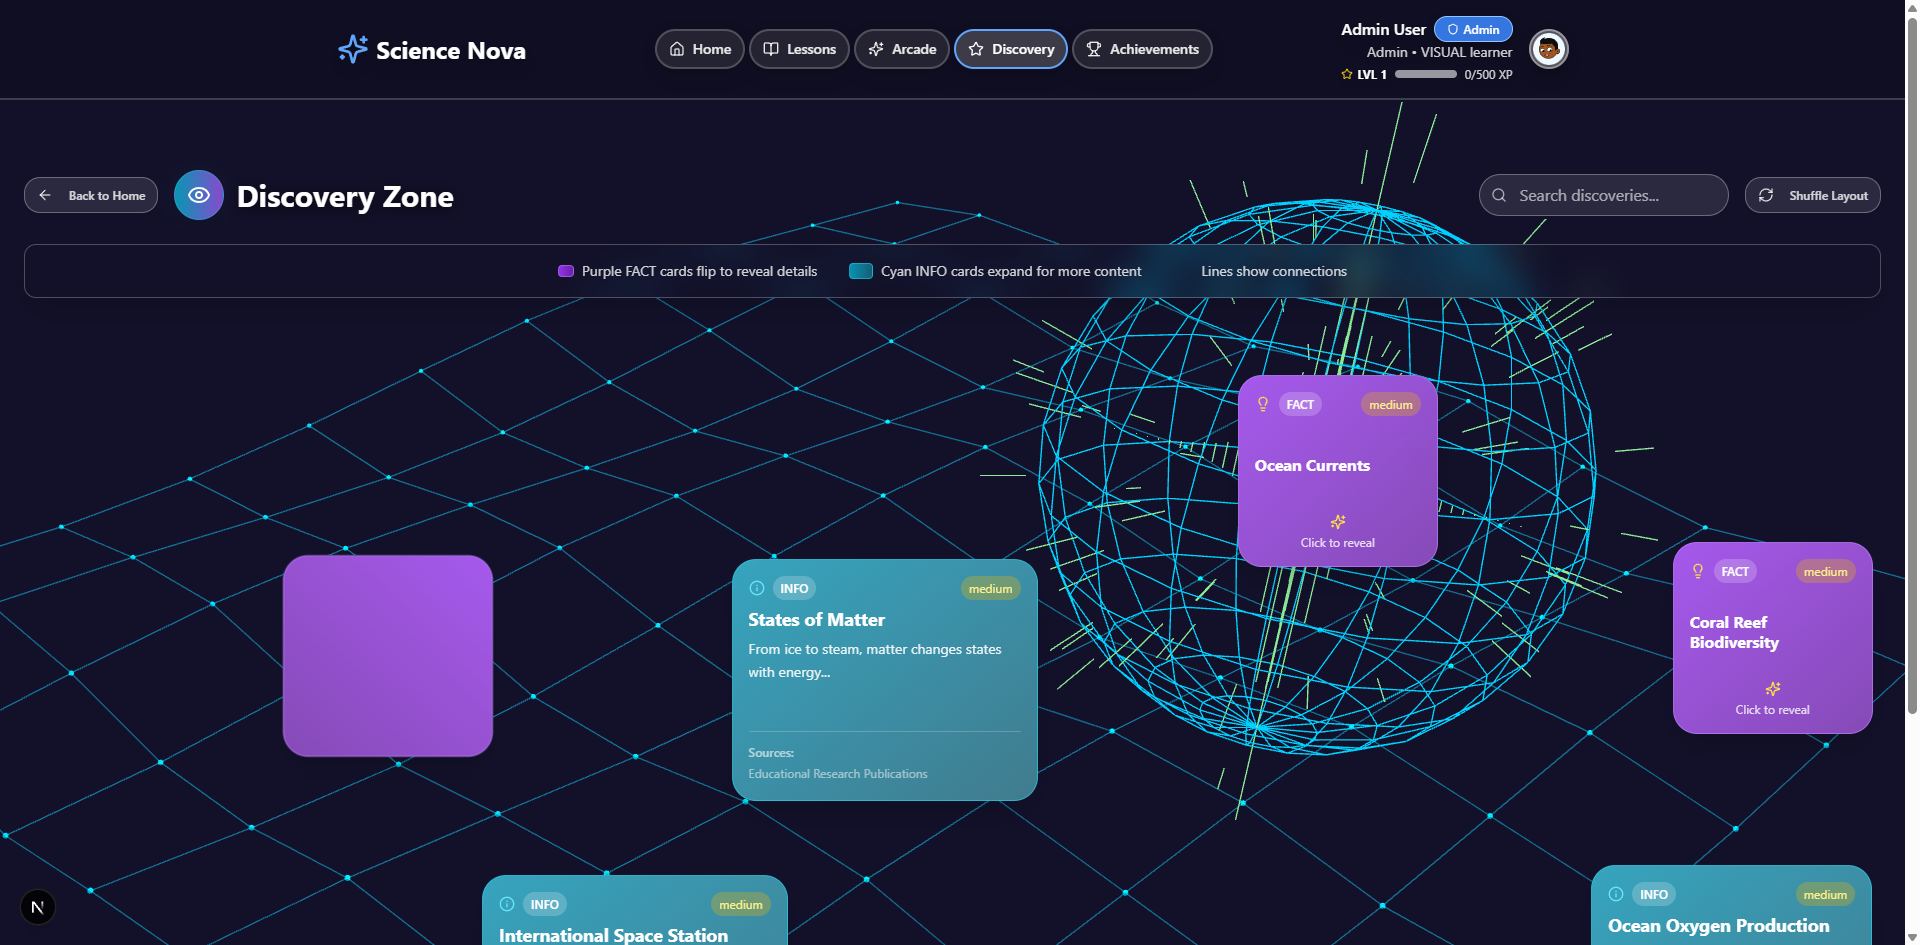 Science Nova
Home
Lessons
Arcade
Discovery
Achievements
Admin User
Admin
Admin • VISUAL learner
LVL 1
0/500 XP
Back to Home
Discovery Zone
Search discoveries...
Shuffle Layout
Purple FACT cards flip to reveal details
Cyan INFO cards expand for more content
Lines show connections
FACT
medium
Ocean Currents
Click to reveal
FACT
medium
Coral Reef
Biodiversity
Click to reveal
INFO
medium
States of Matter
From ice to steam, matter changes states
with energy...
Sources:
Educational Research Publications
INFO
medium
International Space Station
INFO
medium
Ocean Oxygen Production
N